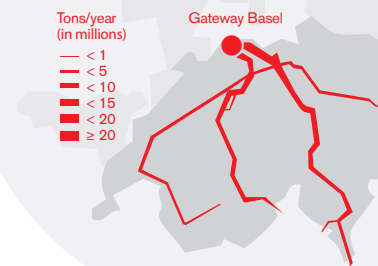 Tons/year
(in millions)
< 1
< 5
< 10
< 15
< 20
≥ 20
Gateway Basel